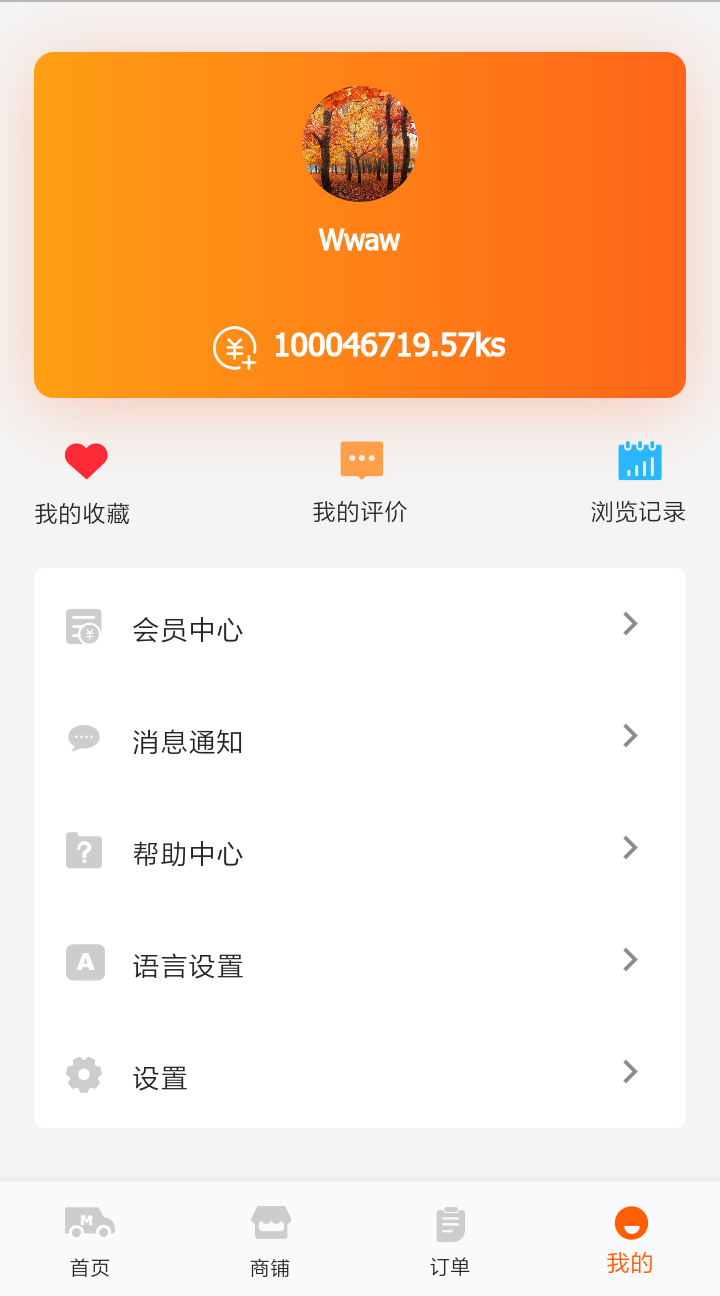 Wwaw
100046719.57ks
我的收藏
我的评价
浏览记录
会员中心
消息通知
帮助中心
A 语言设置
设置
M
首页
商铺
订单
我的